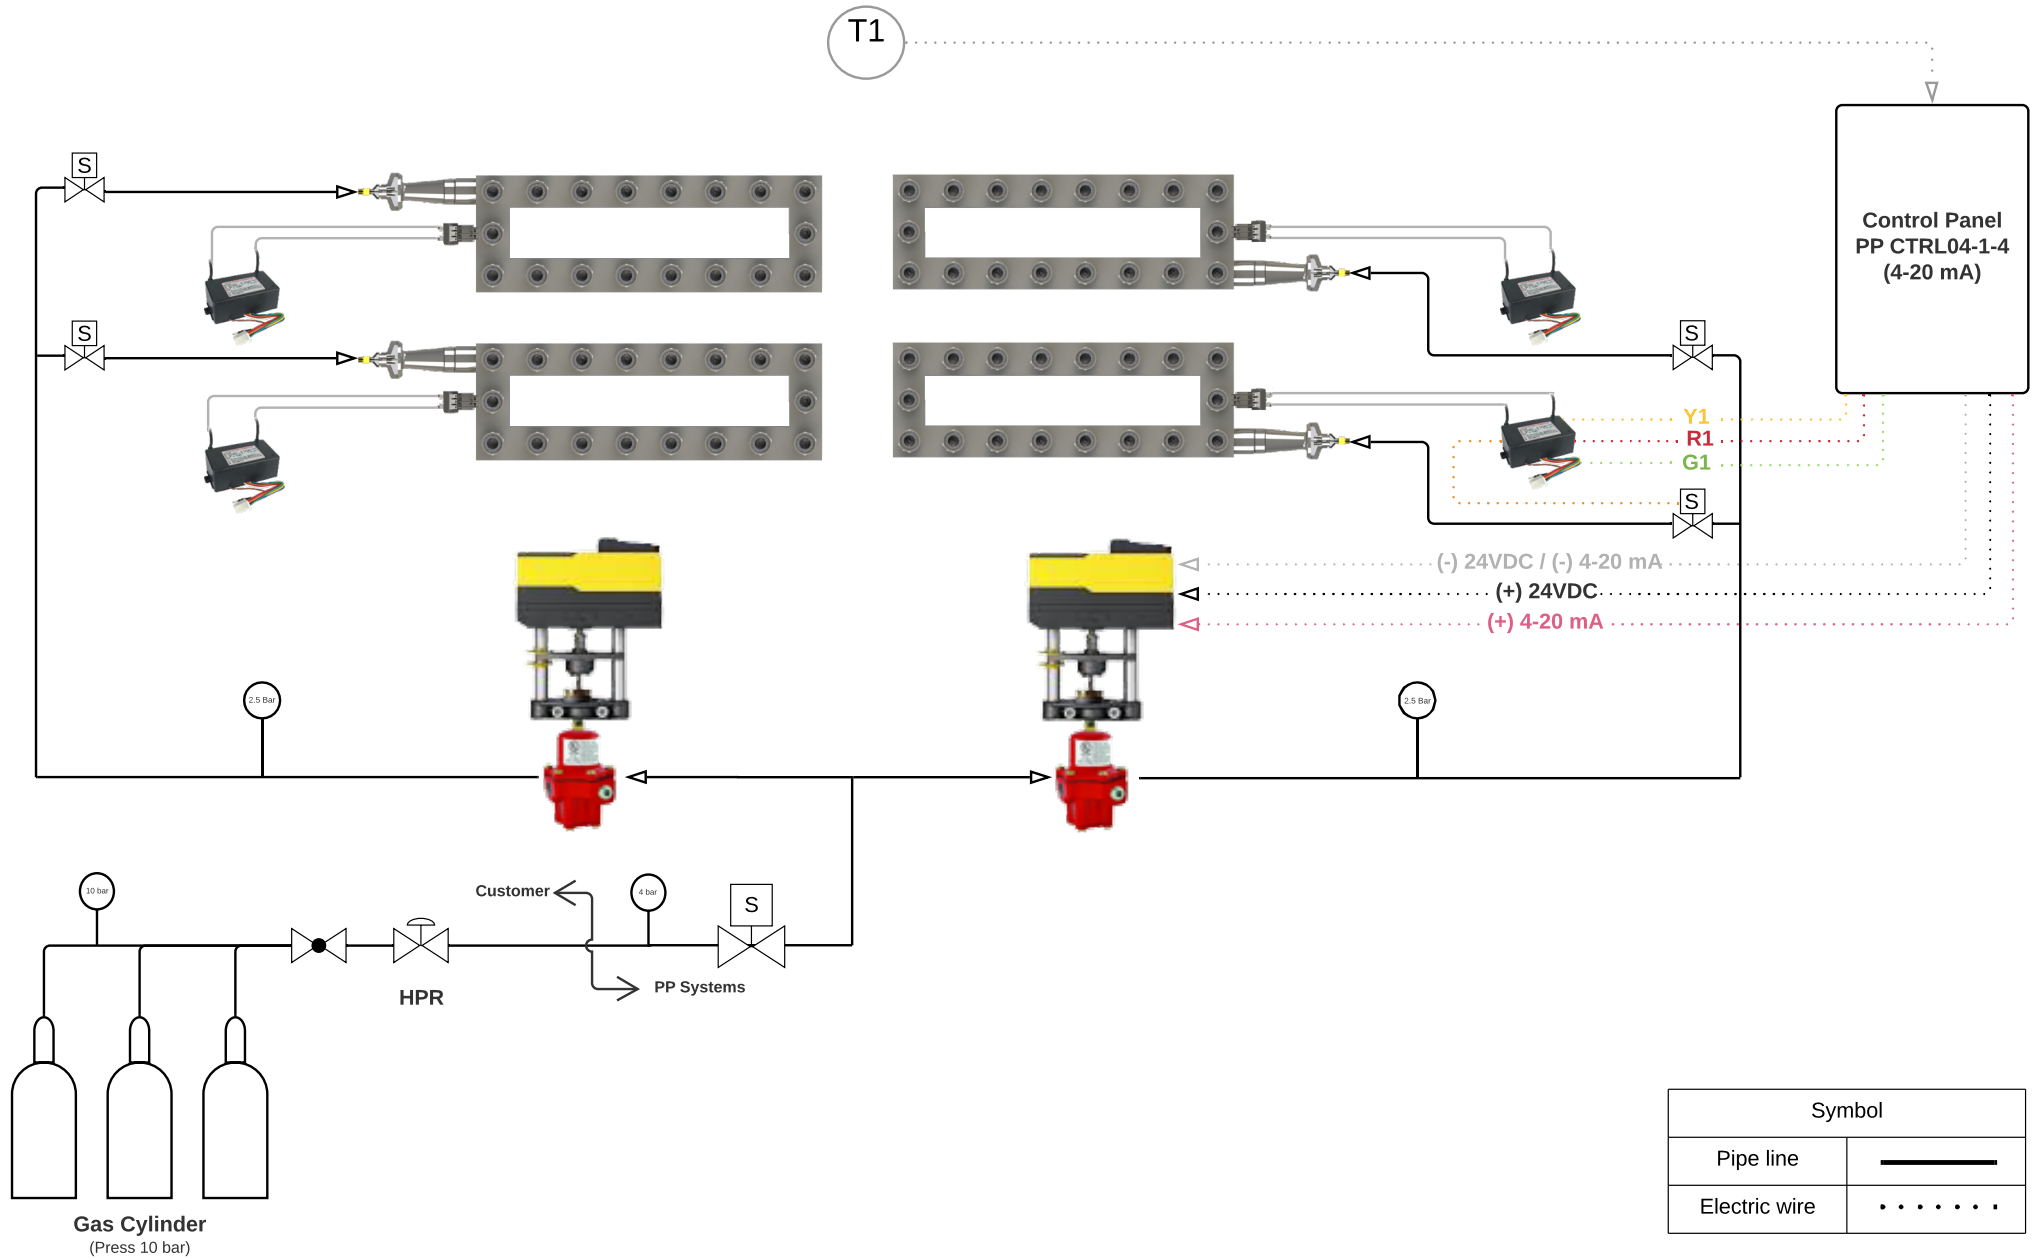 T1
S
S
Control Panel
PP CTRL04-1-4
(4-20 mA)
S
Y1
R1
G1
S
(-) 24VDC / (-) 4-20 mA
(+) 24VDC
(+) 4-20 mA
2.5 Bar
2.5 Bar
10 bar
Customer
4 bar
S
HPR
PP Systems
Gas Cylinder
(Press 10 bar)
Symbol
Pipe line
Electric wire